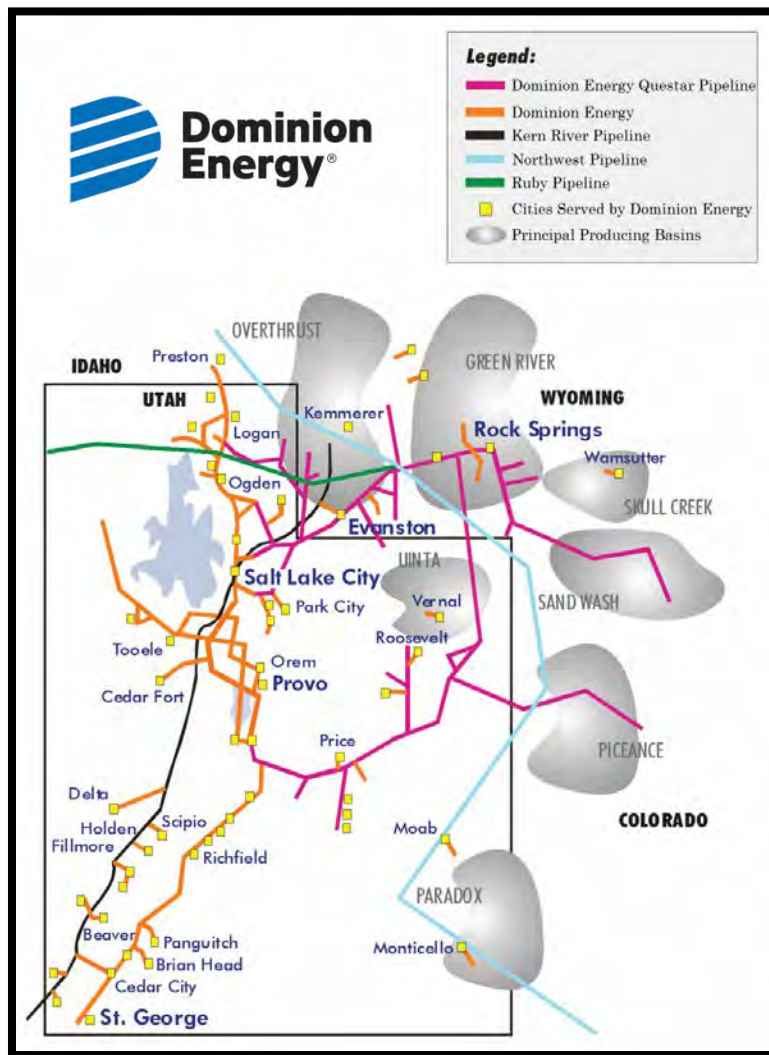 Legend:
Dominion Energy Questar Pipeline
Dominion Energy
Kern River Pipeline
Northwest Pipeline
Ruby Pipeline
Cities Served by Dominion Energy
Principal Producing Basins
Dominion
Energy®
OVERTHRUST
GREEN RIVER
IDAHO
Preston
WYOMING
UTAH
Kemmerer
Logan
Rock Springs
Wamsutter
Ogden
SKULL CREEK
Evanston
UINTA
Salt Lake City
Vernal
SAND WASH
Park City
Roosevelt
Tooele
Orem
Cedar Fort
Provo
Price
PICEANCE
Delta
Holden
Scipio
Moab
COLORADO
Fillmore
Richfield
PARADOX
Beaver
Panguitch
Monticello
Brian Head
Cedar City
St. George